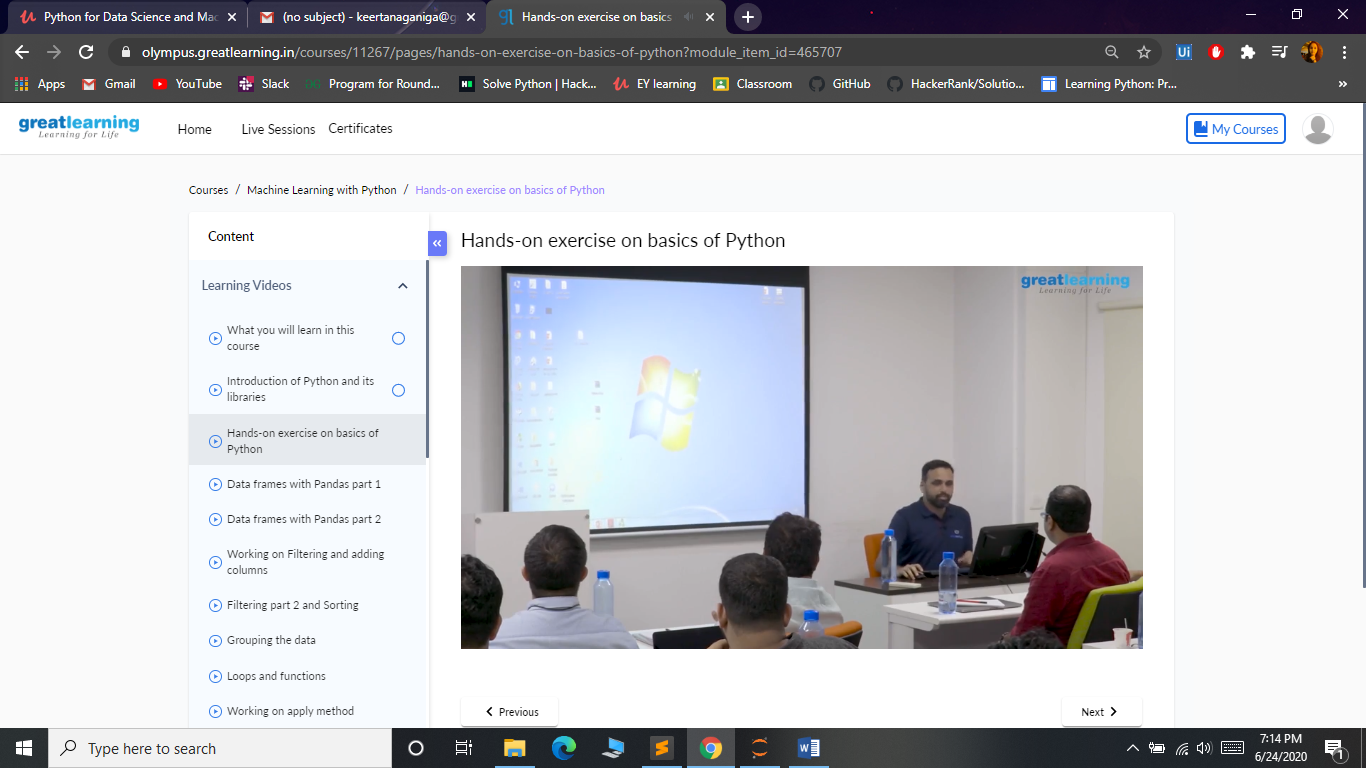 Python for Data Science and Mac
(no subject) - keertanaganiga@g
Hands-on exercise on basics
olympus.greatlearning.in/courses/11267/pages/hands-on-exercise-on-basics-of-python?module_item_id=465707
Apps
Gmail
YouTube
Slack
Program for Round...
Solve Python | Hack...
EY learning
Classroom
GitHub
HackerRank/Solutio...
Learning Python: Pr...
»
greatlearning
Learning for Life
Home
Live Sessions
Certificates
My Courses
Courses / Machine Learning with Python / Hands-on exercise on basics of Python
Content
Hands-on exercise on basics of Python
Learning Videos
What you will learn in this
course
Introduction of Python and its
libraries
Hands-on exercise on basics of
Python
Data frames with Pandas part 1
Data frames with Pandas part 2
Working on Filtering and adding
columns
Filtering part 2 and Sorting
Grouping the data
Loops and functions
Working on apply method
greatlearning
Learning for Life
Previous
Next
Type here to search
7:14 PM
6/24/2020
1